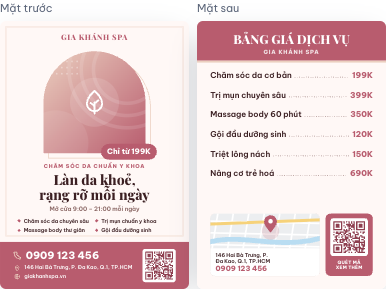 Mặt trước
GIA KHÁNH SPA
Chỉ từ 199K
CHĂM SÓC DA CHUẨN Y KHOA
Làn da khoẻ,
rạng rỡ mỗi ngày
Mở cửa 9:00 – 21:00 mỗi ngày
Chăm sóc da chuyên sâu
Trị mụn chuẩn y khoa
Massage body thư giãn
Gội đầu dưỡng sinh
0909 123 456
146 Hai Bà Trưng, P. Đa Kao, Q.1, TP.HCM
giakhanhspa.vn
Mặt sau
BẢNG GIÁ DỊCH VỤ
GIA KHÁNH SPA
Chăm sóc da cơ bản 199K
Trị mụn chuyên sâu 399K
Massage body 60 phút 350K
Gội đầu dưỡng sinh 120K
Triệt lông nách 150K
Nâng cơ trẻ hoá 690K
146 Hai Bà Trưng, P.
Đa Kao, Q.1, TP.HCM
0909 123 456
QUÉT MÃ
XEM THÊM